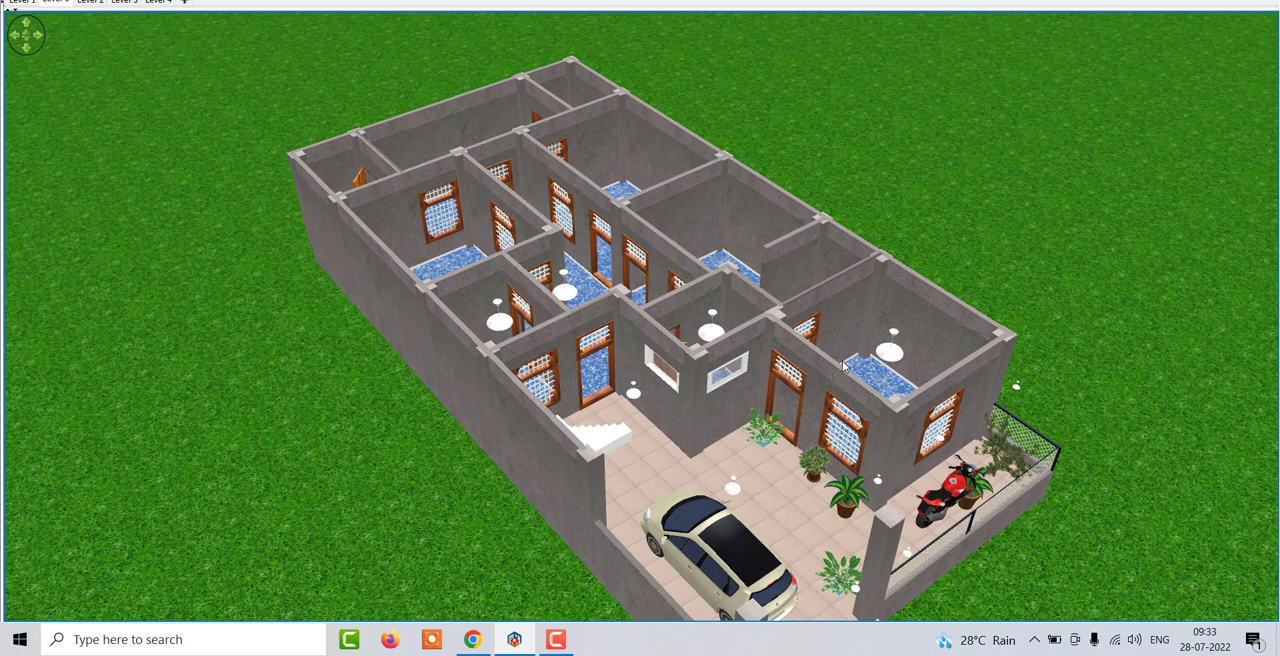 Level 1 Level 2 Level 3 Level 4
Type here to search
28°C Rain
ENG
09:33
28-07-2022
1